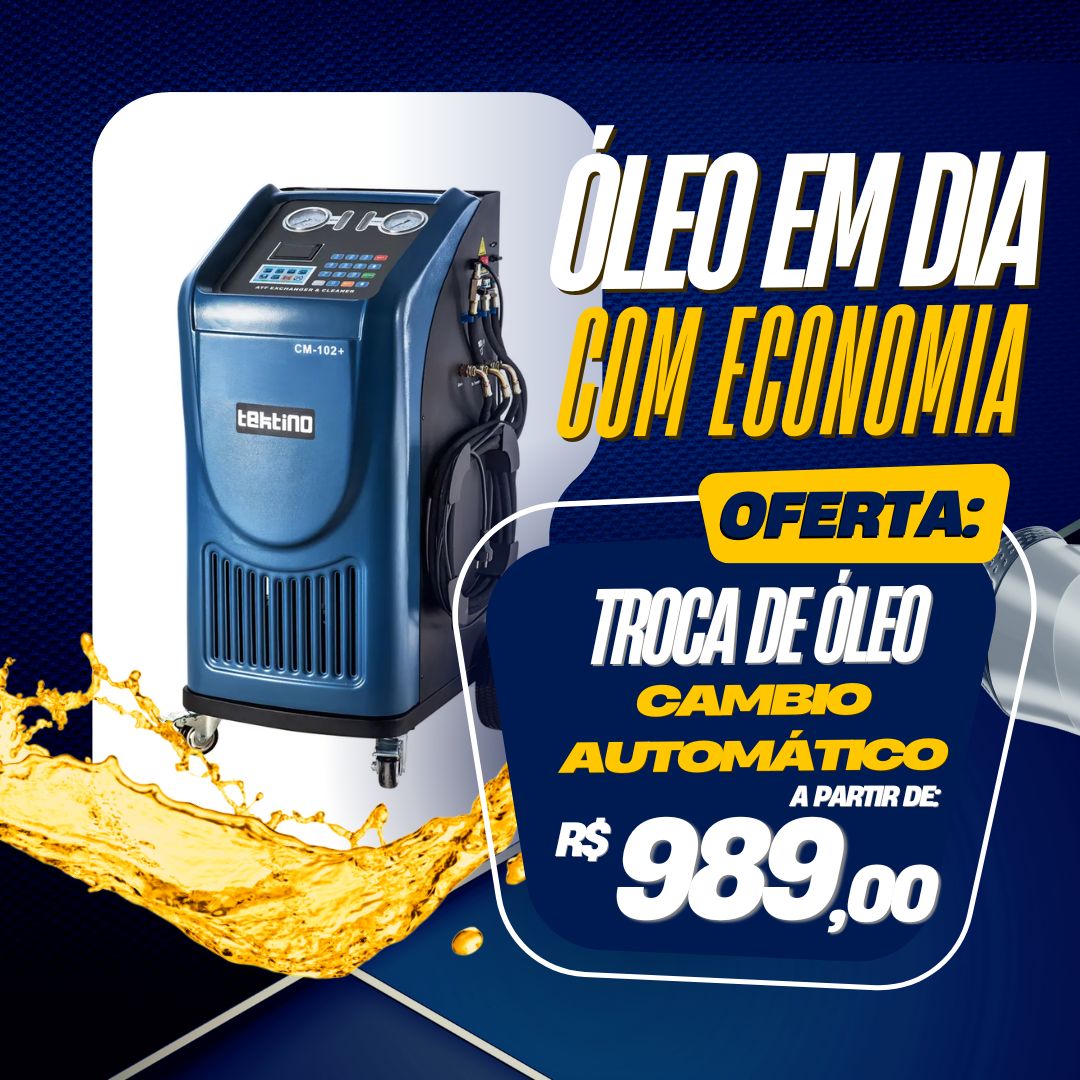 ÓLEO EM DIA
COM ECONOMIA
ATF EXCHANGER & CLEANER
CM-102+
tektino
OFERTA:
TROCA DE ÓLEO
CAMBIO
AUTOMÁTICO
A PARTIR DE:
R$ 989,00